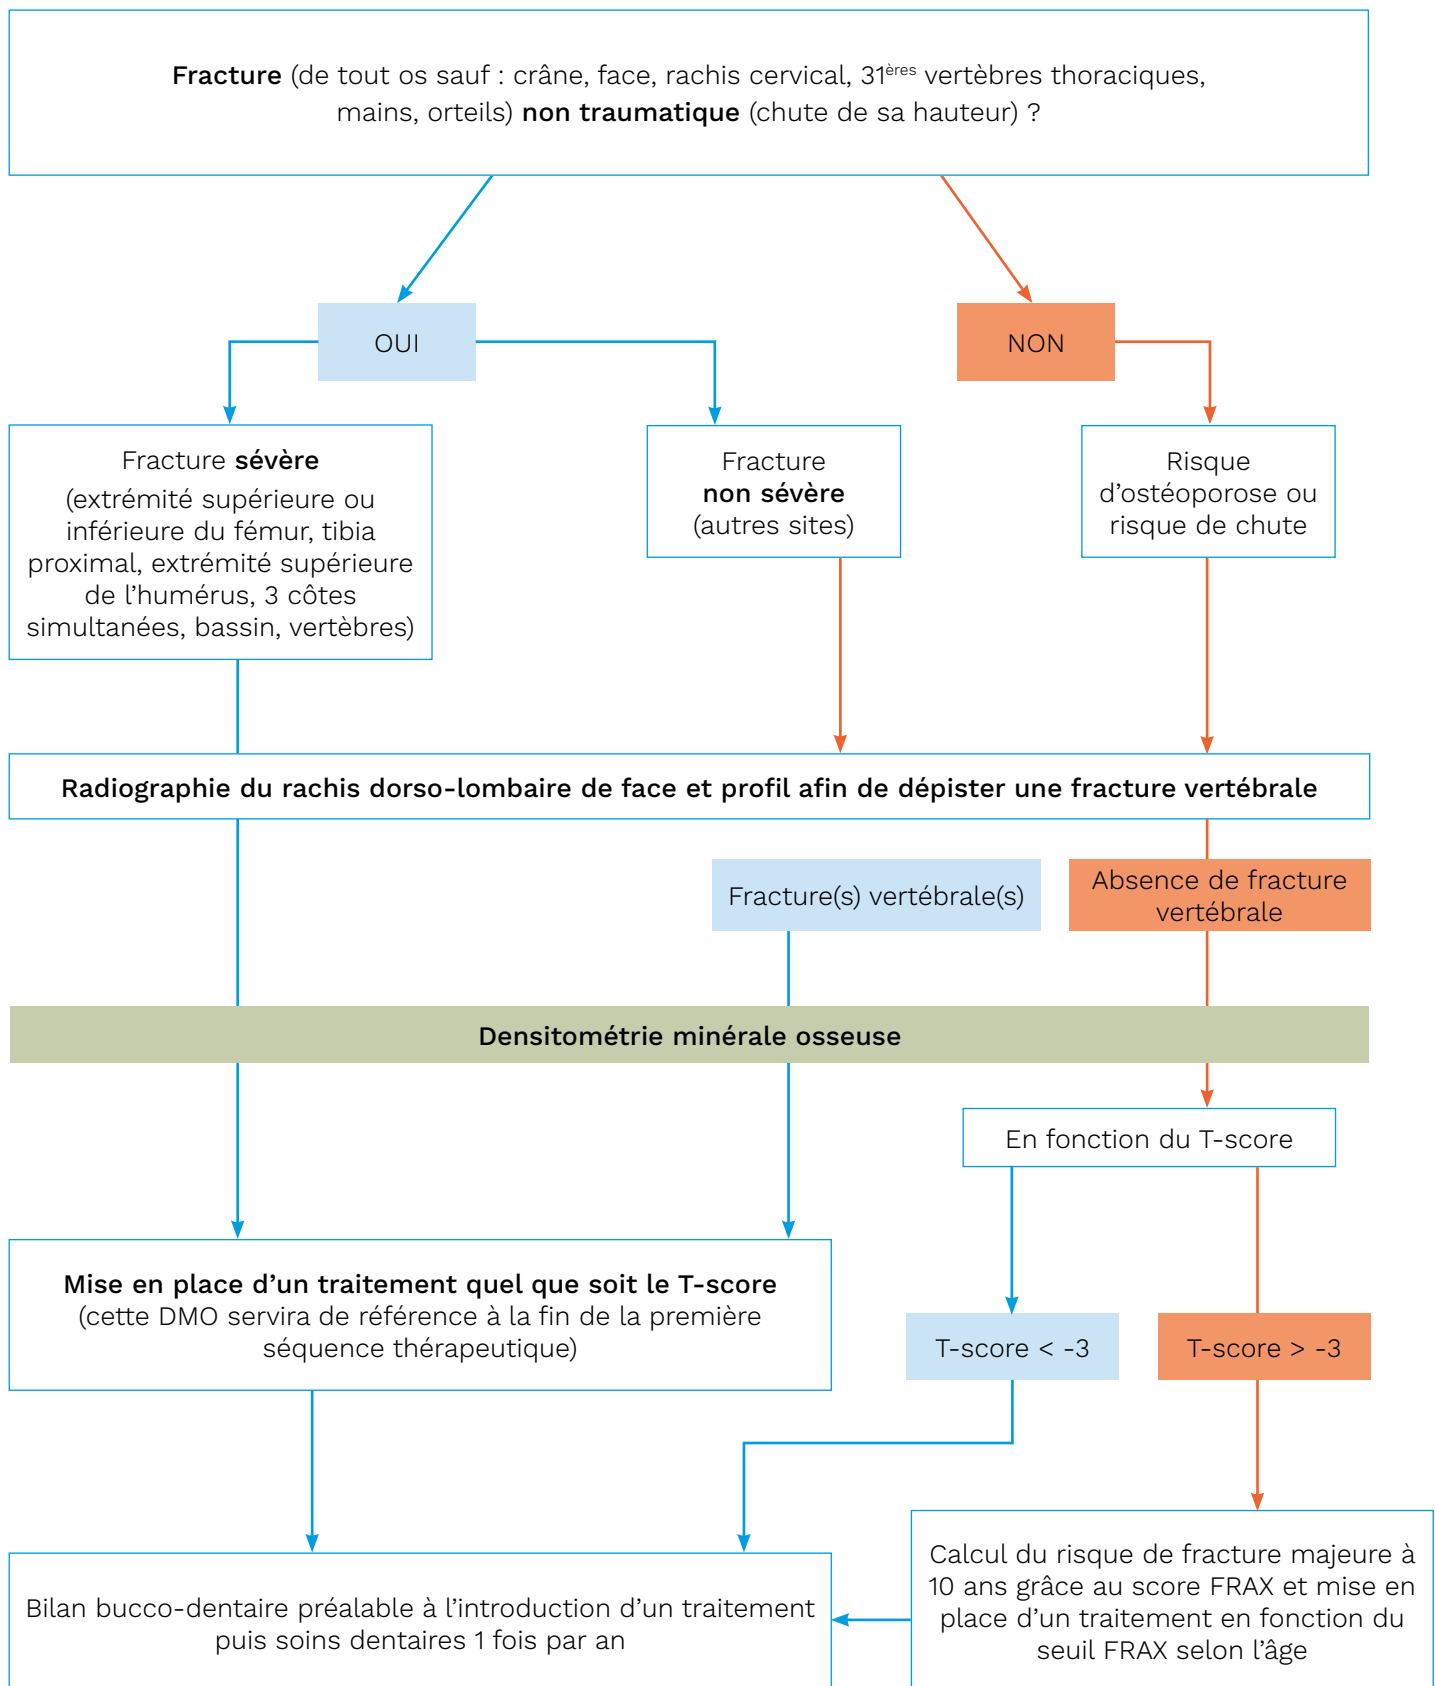 Fracture (de tout os sauf : crâne, face, rachis cervical, 31ères vertèbres thoraciques,
mains, orteils) non traumatique (chute de sa hauteur) ?
OUI
NON
Fracture sévère
(extrémité supérieure ou
inférieure du fémur, tibia
proximal, extrémité supérieure
de l’humérus, 3 côtes
simultanées, bassin, vertèbres)
Fracture
non sévère
(autres sites)
Risque
d’ostéoporose ou
risque de chute
Radiographie du rachis dorso-lombaire de face et profil afin de dépister une fracture vertébrale
Fracture(s) vertébrale(s)
Absence de fracture
vertébrale
Densitométrie minérale osseuse
En fonction du T-score
Mise en place d’un traitement quel que soit le T-score
(cette DMO servira de référence à la fin de la première
séquence thérapeutique)
T-score < -3
T-score > -3
Bilan bucco-dentaire préalable à l’introduction d’un traitement
puis soins dentaires 1 fois par an
Calcul du risque de fracture majeure à
10 ans grâce au score FRAX et mise en
place d’un traitement en fonction du
seuil FRAX selon l’âge